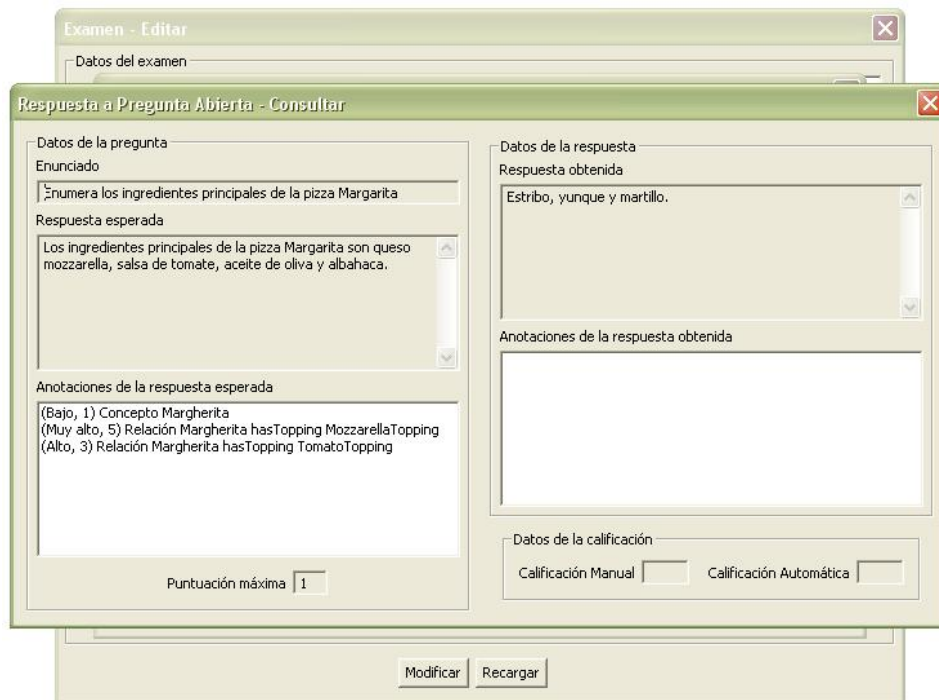 Examen - Editar
Datos del examen
Respuesta a Pregunta Abierta - Consultar
Datos de la pregunta
Enunciado
Enumera los ingredientes principales de la pizza Margarita
Respuesta esperada
Los ingredientes principales de la pizza Margarita son queso
mozzarella, salsa de tomate, aceite de oliva y albahaca.
Anotaciones de la respuesta esperada
(Bajo, 1) Concepto Margherita
(Muy alto, 5) Relación Margherita hasTopping MozzarellaTopping
(Alto, 3) Relación Margherita hasTopping TomatoTopping
Puntuación máxima 1
Datos de la respuesta
Respuesta obtenida
Estribo, yunque y martillo.
Anotaciones de la respuesta obtenida
Datos de la calificación
Calificación Manual
Calificación Automática
Modificar
Recargar